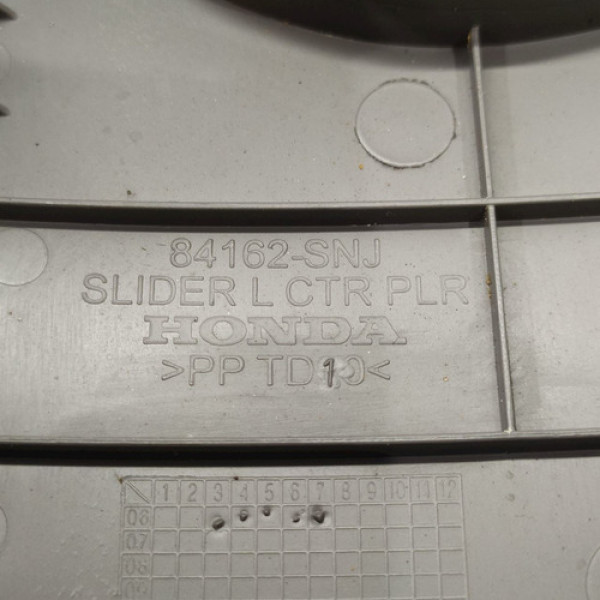 84162-SNJ
SLIDER L CTR PLR
HONDA
>PP TD10<
1 2 3 4 5 6 7 8 9 10 11 12
06
07
08